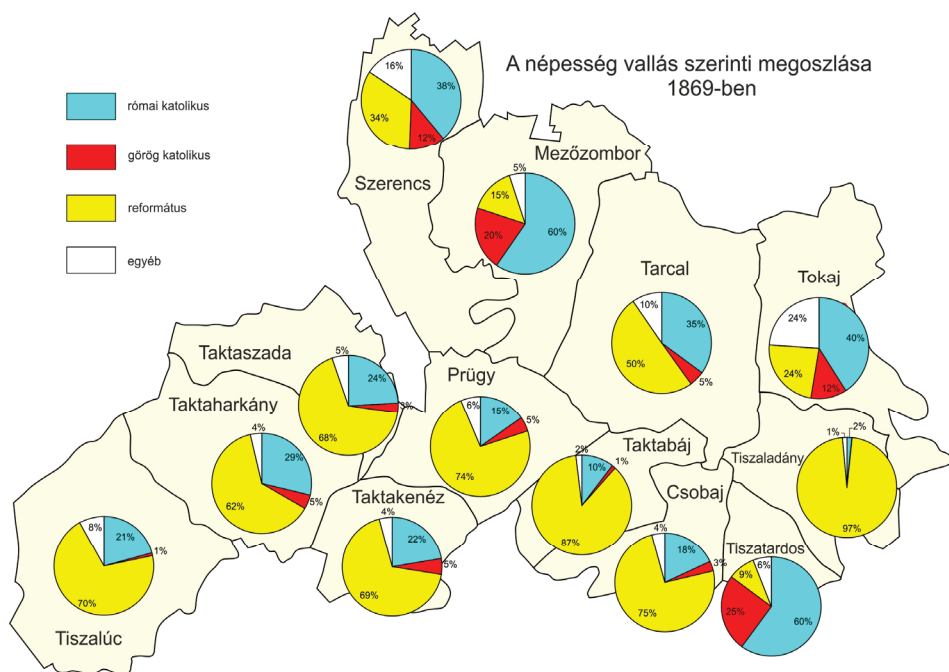 A népesség vallás szerinti megoszlása
1869-ben
római katolikus
görög katolikus
református
egyéb
16%
38%
34%
12%
Szerencs
Mezőzombor
5%
15%
60%
20%
Tarcal
10%
35%
50%
5%
Tokaj
24%
40%
24%
12%
Taktaszada
5%
24%
3%
68%
Taktaharkány
4%
29%
5%
62%
Prügy
6%
15%
5%
74%
Taktabáj
2%
10%
1%
87%
Tiszaladány
1%
2%
97%
Taktakenéz
4%
22%
5%
69%
Csobaj
4%
18%
3%
75%
Tiszatardos
6%
9%
25%
60%
8%
21%
1%
70%
Tiszalúc